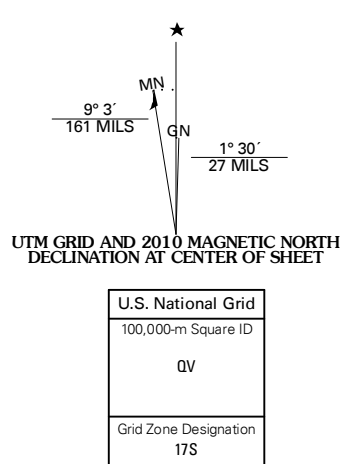 MN
9° 3´
161 MILS
GN
1° 30´
27 MILS
UTM GRID AND 2010 MAGNETIC NORTH
DECLINATION AT CENTER OF SHEET
U.S. National Grid
100,000-m Square ID
QV
Grid Zone Designation
17S